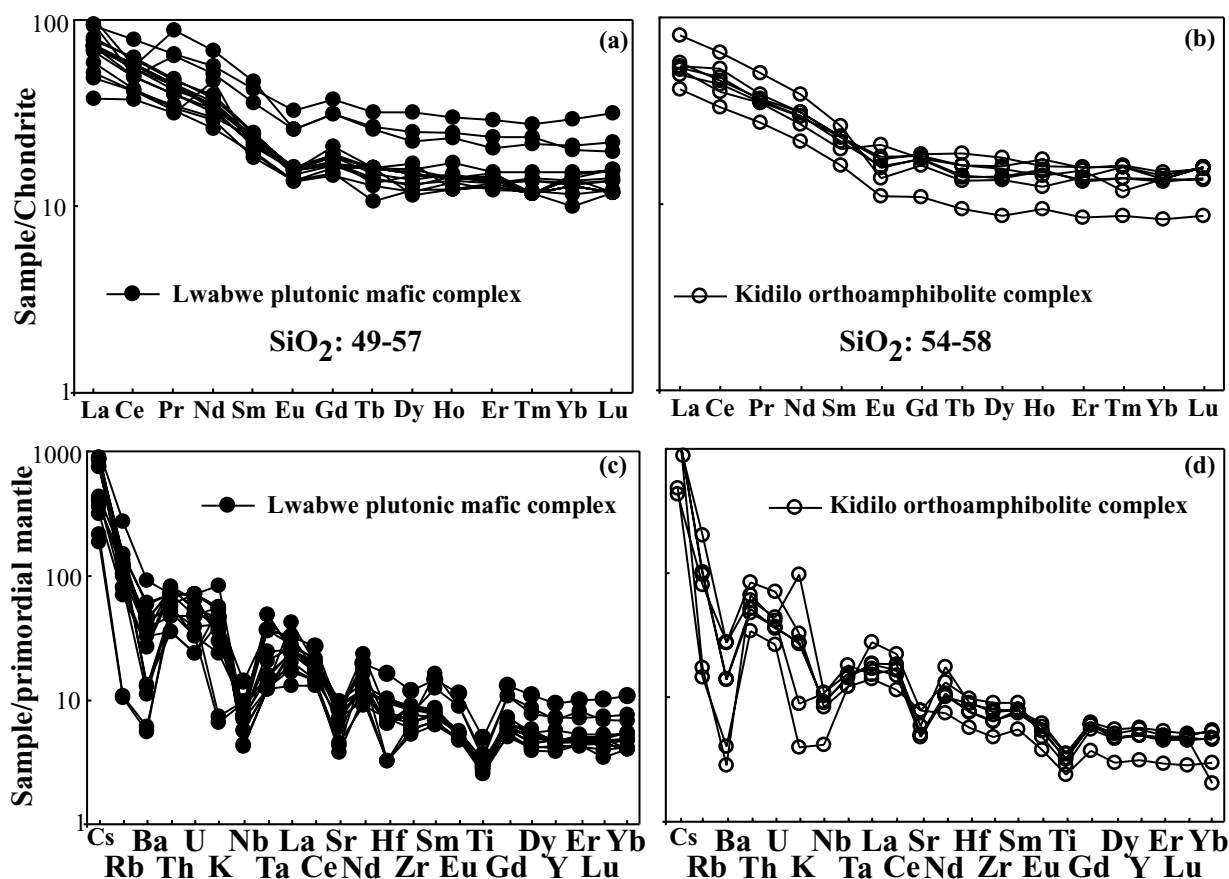 Sample/Chondrite
100
10
1
(a)
Lwabwe plutonic mafic complex
SiO2: 49-57
La Ce Pr Nd Sm Eu Gd Tb Dy Ho Er Tm Yb Lu
(b)
Kidilo orthoamphibolite complex
SiO2: 54-58
La Ce Pr Nd Sm Eu Gd Tb Dy Ho Er Tm Yb Lu
Sample/primordial mantle
1000
100
10
1
(c)
Lwabwe plutonic mafic complex
Cs Ba U Nb La Sr Hf Sm Ti Dy Er Yb
Rb Th K Ta Ce Nd Zr Eu Gd Y Lu
(d)
Kidilo orthoamphibolite complex
Cs Ba U Nb La Sr Hf Sm Ti Dy Er Yb
Rb Th K Ta Ce Nd Zr Eu Gd Y Lu